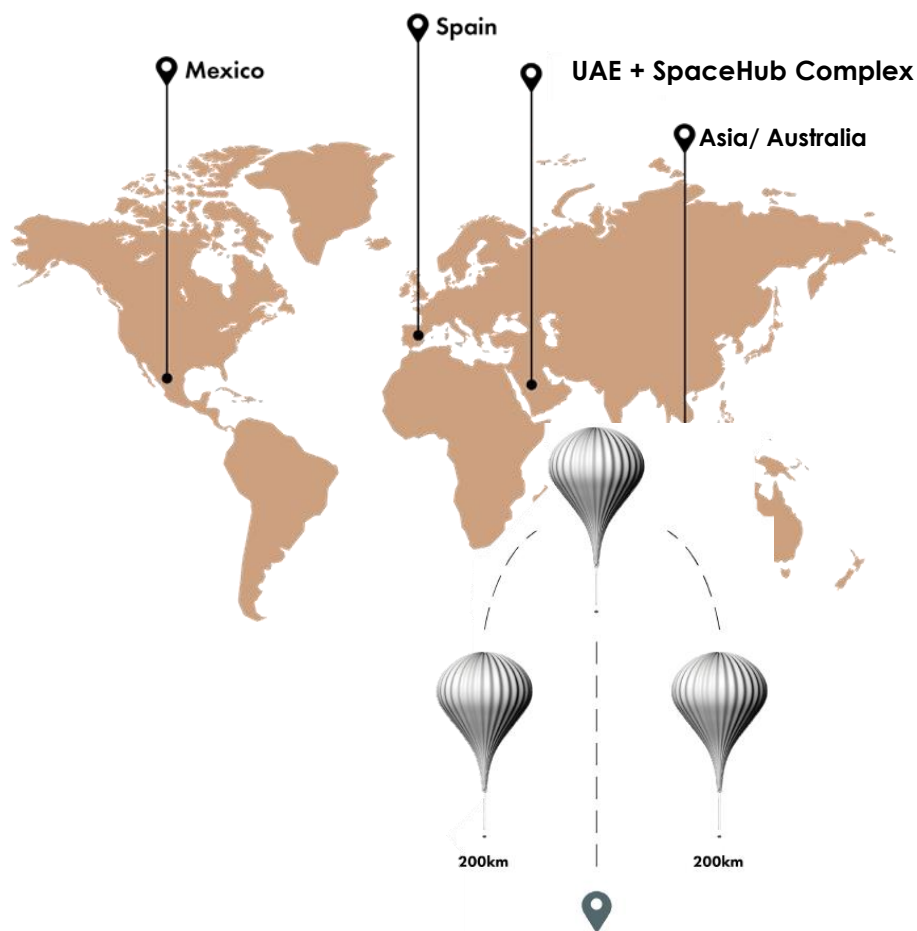 Spain
Mexico
UAE + SpaceHub Complex
Asia/ Australia
200km
200km